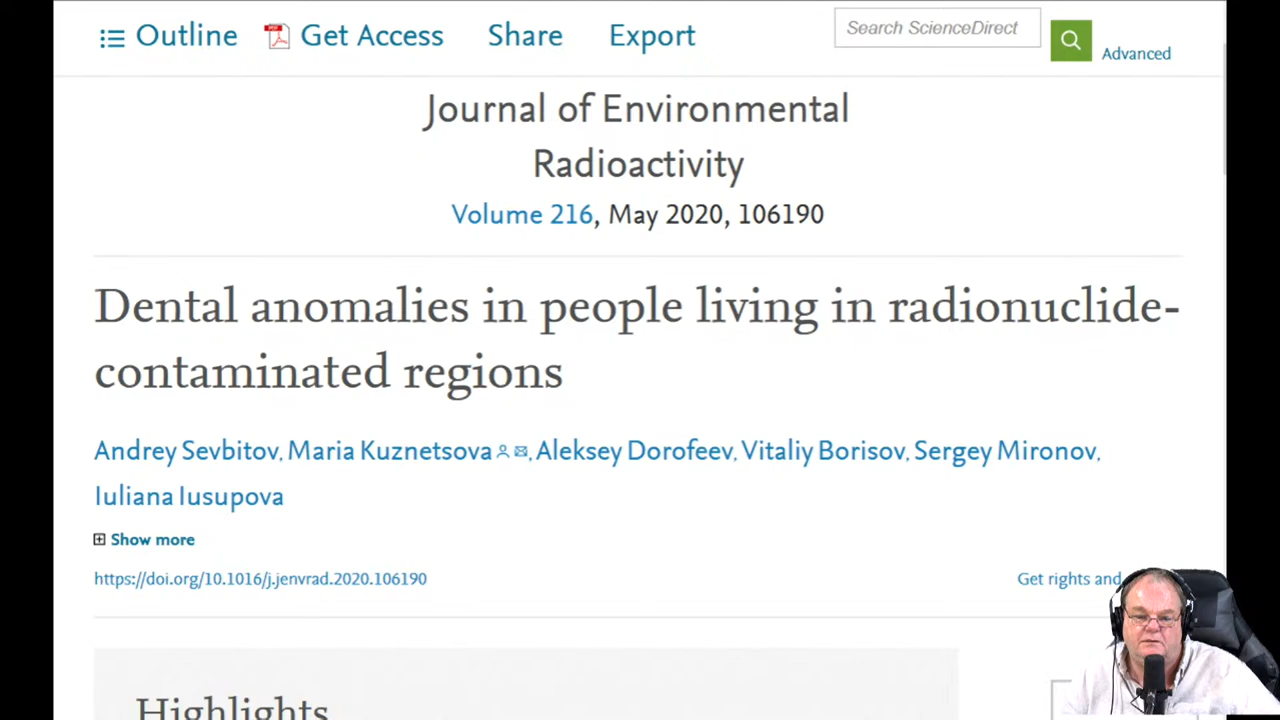 Outline Get Access Share Export Search ScienceDirect Advanced
Journal of Environmental
Radioactivity
Volume 216, May 2020, 106190
Dental anomalies in people living in radionuclide-
contaminated regions
Andrey Sevbitov, Maria Kuznetsova, Aleksey Dorofeev, Vitaliy Borisov, Sergey Mironov,
Iuliana Iusupova
Show more
https://doi.org/10.1016/j.jenvrad.2020.106190 Get rights and
Highlights